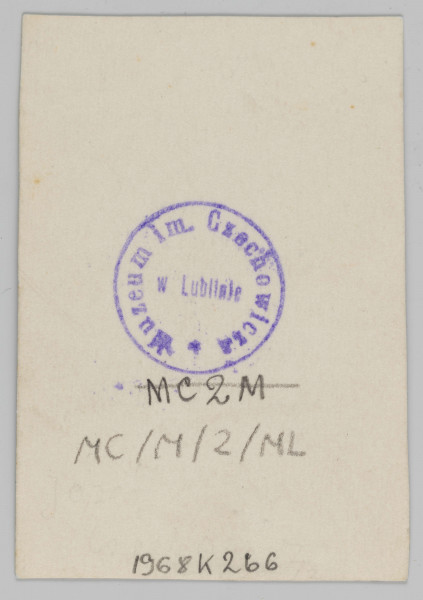 Muzeum im. Czechowicza
w Lublinie
MC2M
MC/M/2/ML
1968K266